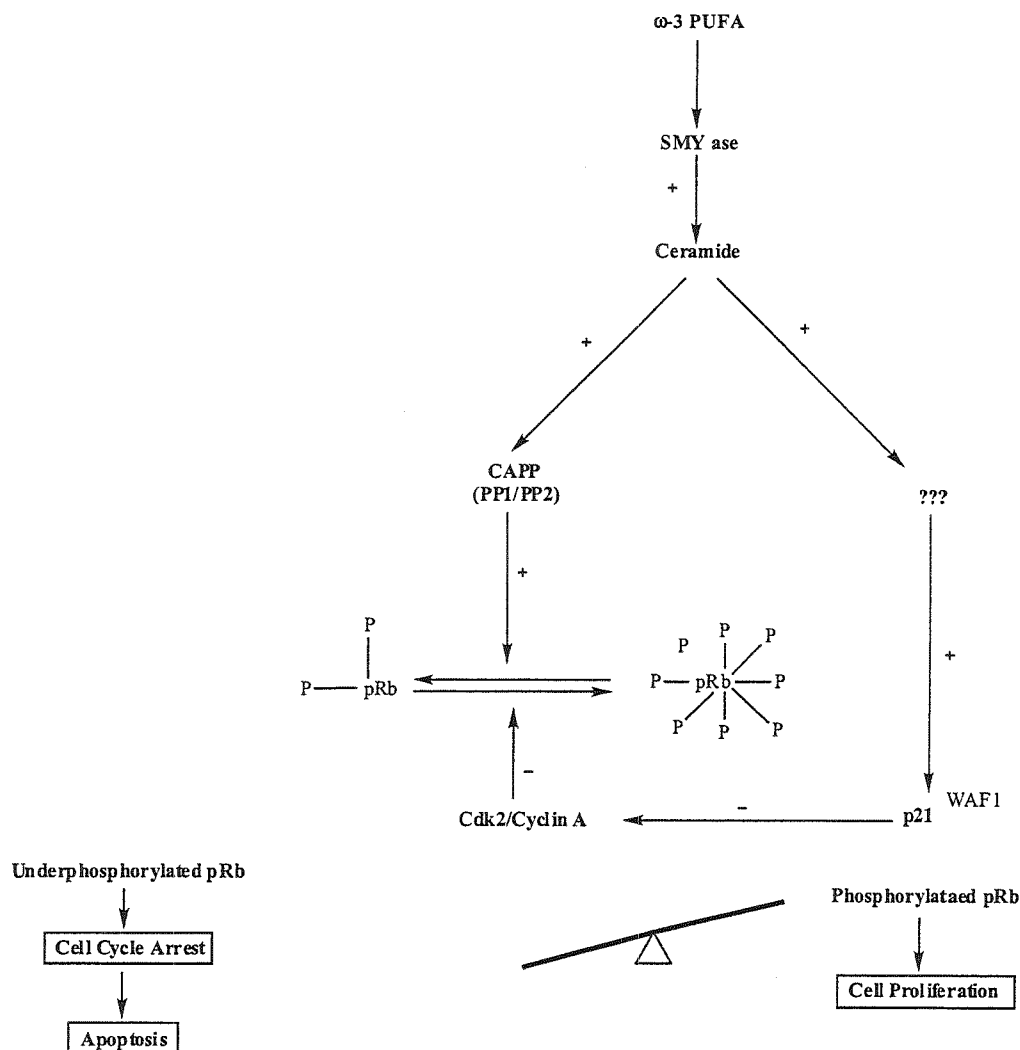 ω-3 PUFA
SMY ase
+
Ceramide
+
+
CAPP
(PP1/PP2)
???
+
+
P
P
P
P
P
pRb
P
pRb
P
P
P
P
–
Cdk2/Cyclin A
–
p21 WAF1
Underphosphorylated pRb
Cell Cycle Arrest
Apoptosis
Phosphorylataed pRb
Cell Proliferation